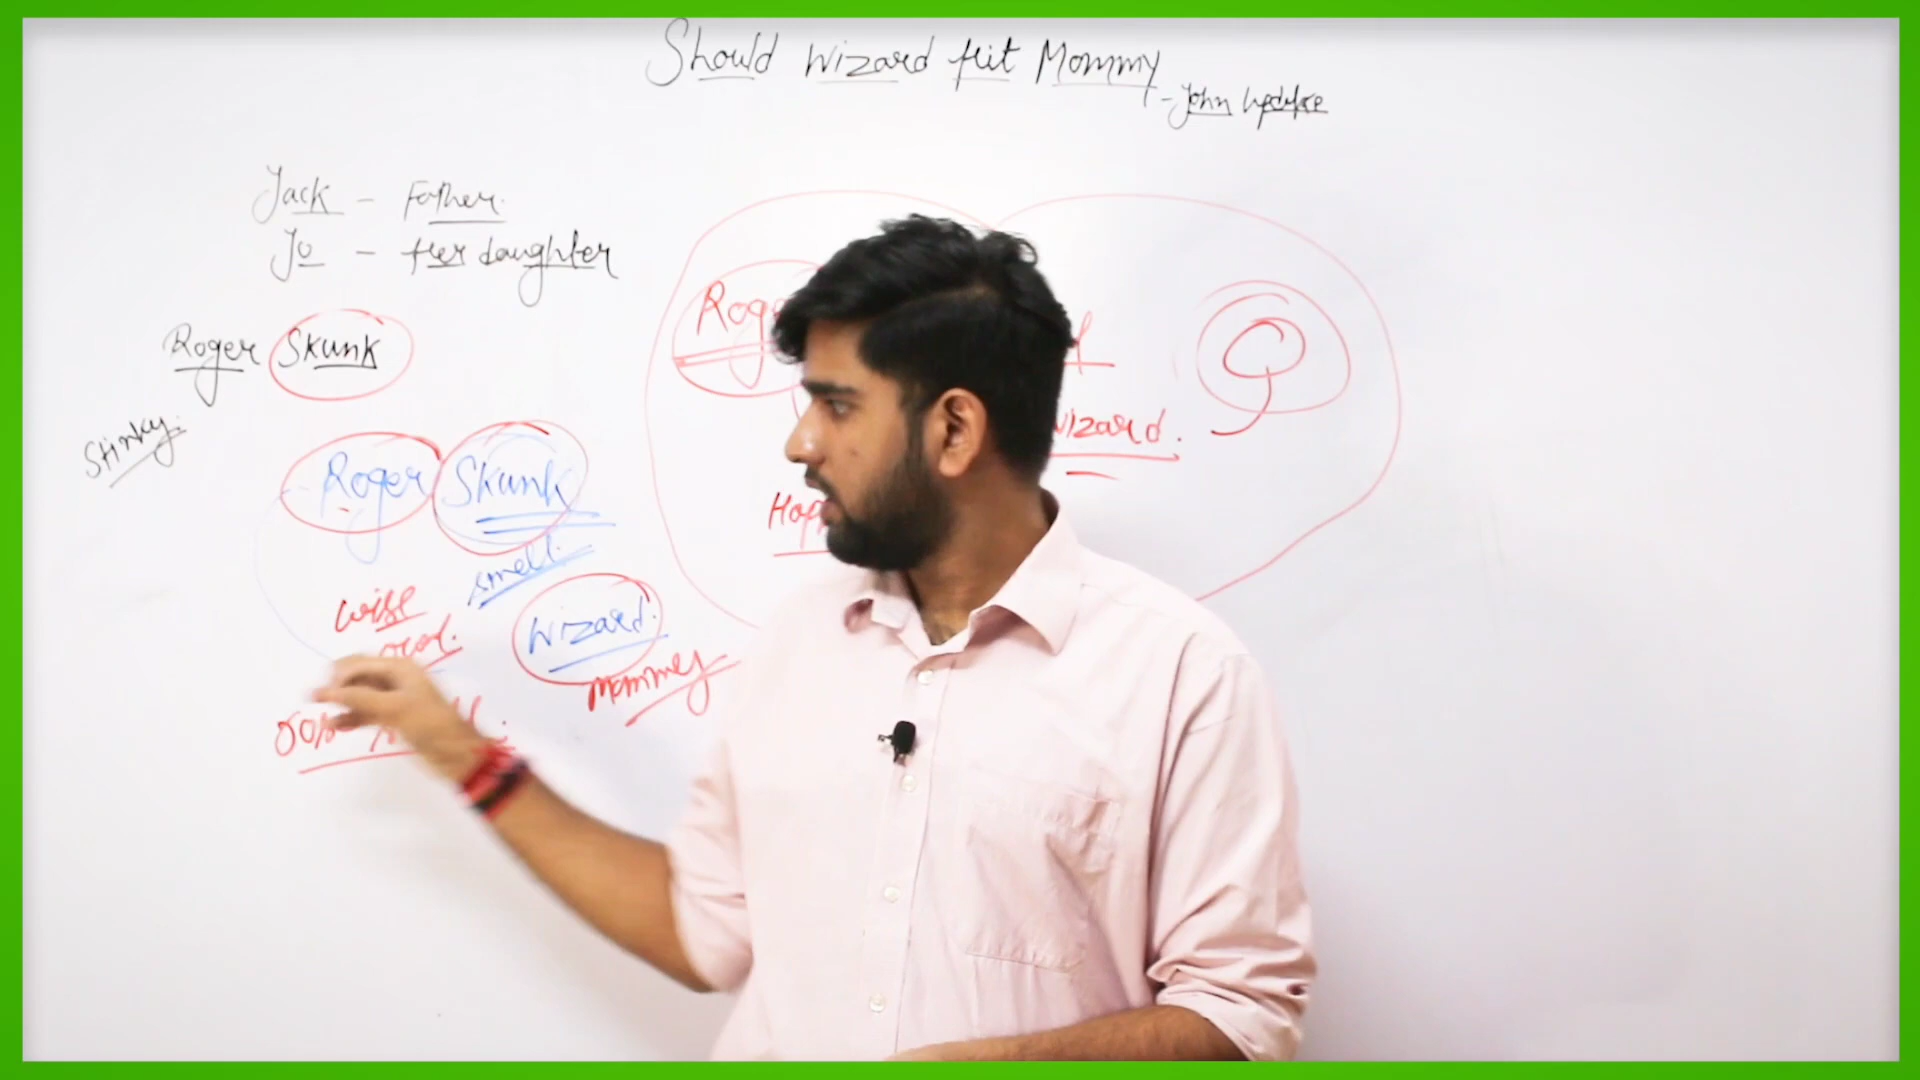 Should Wizard Hit Mommy
- John Updike
Jack - Father.
Jo - Her daughter
Roger Skunk
Stinky.
Roger Skunk
smell.
wise
Wizard.
Mommy
Wizard.